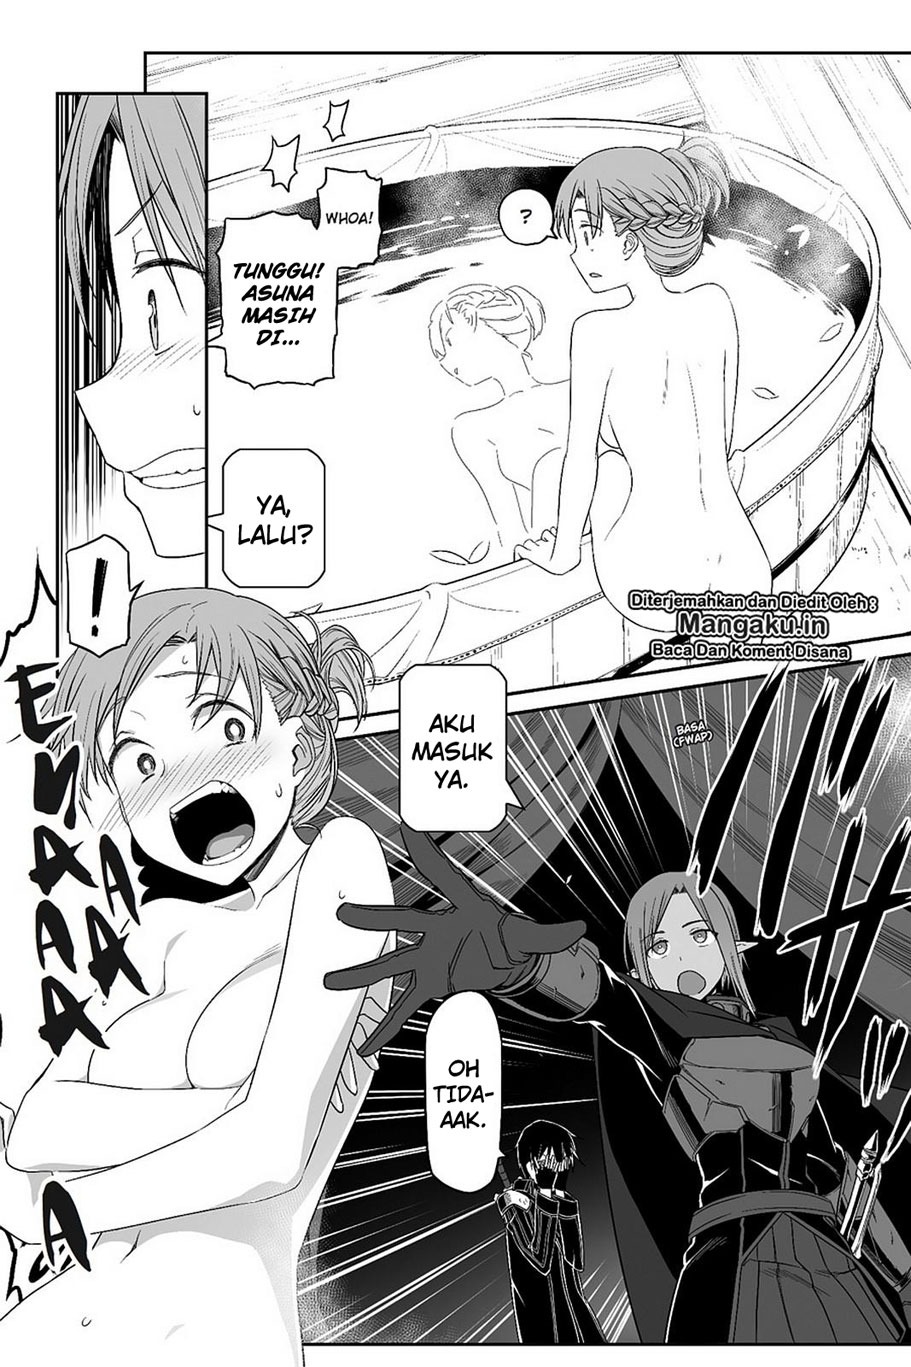 WHOA!
TUNGGU!
ASUNA
MASIH
DI...
?
YA,
LALU?
!
Diterjemahkan dan Diedit Oleh :
Mangaku.in
Baca Dan Koment Disana
AKU
MASUK
YA.
BASA
(FWAP)
OH
TIDA-
AAK.